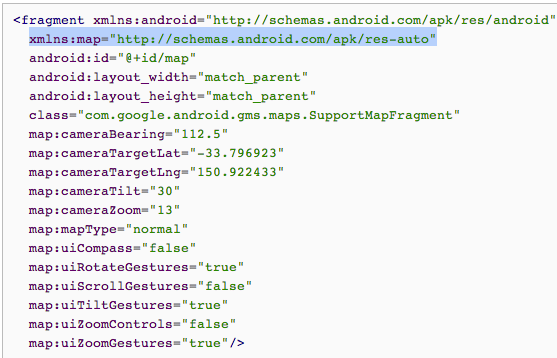 <fragment xmlns:android="http://schemas.android.com/apk/res/android"
xmlns:map="http://schemas.android.com/apk/res-auto"
android:id="@+id/map"
android:layout_width="match_parent"
android:layout_height="match_parent"
class="com.google.android.gms.maps.SupportMapFragment"
map:cameraBearing="112.5"
map:cameraTargetLat="-33.796923"
map:cameraTargetLng="150.922433"
map:cameraTilt="30"
map:cameraZoom="13"
map:mapType="normal"
map:uiCompass="false"
map:uiRotateGestures="true"
map:uiScrollGestures="false"
map:uiTiltGestures="true"
map:uiZoomControls="false"
map:uiZoomGestures="true"/>